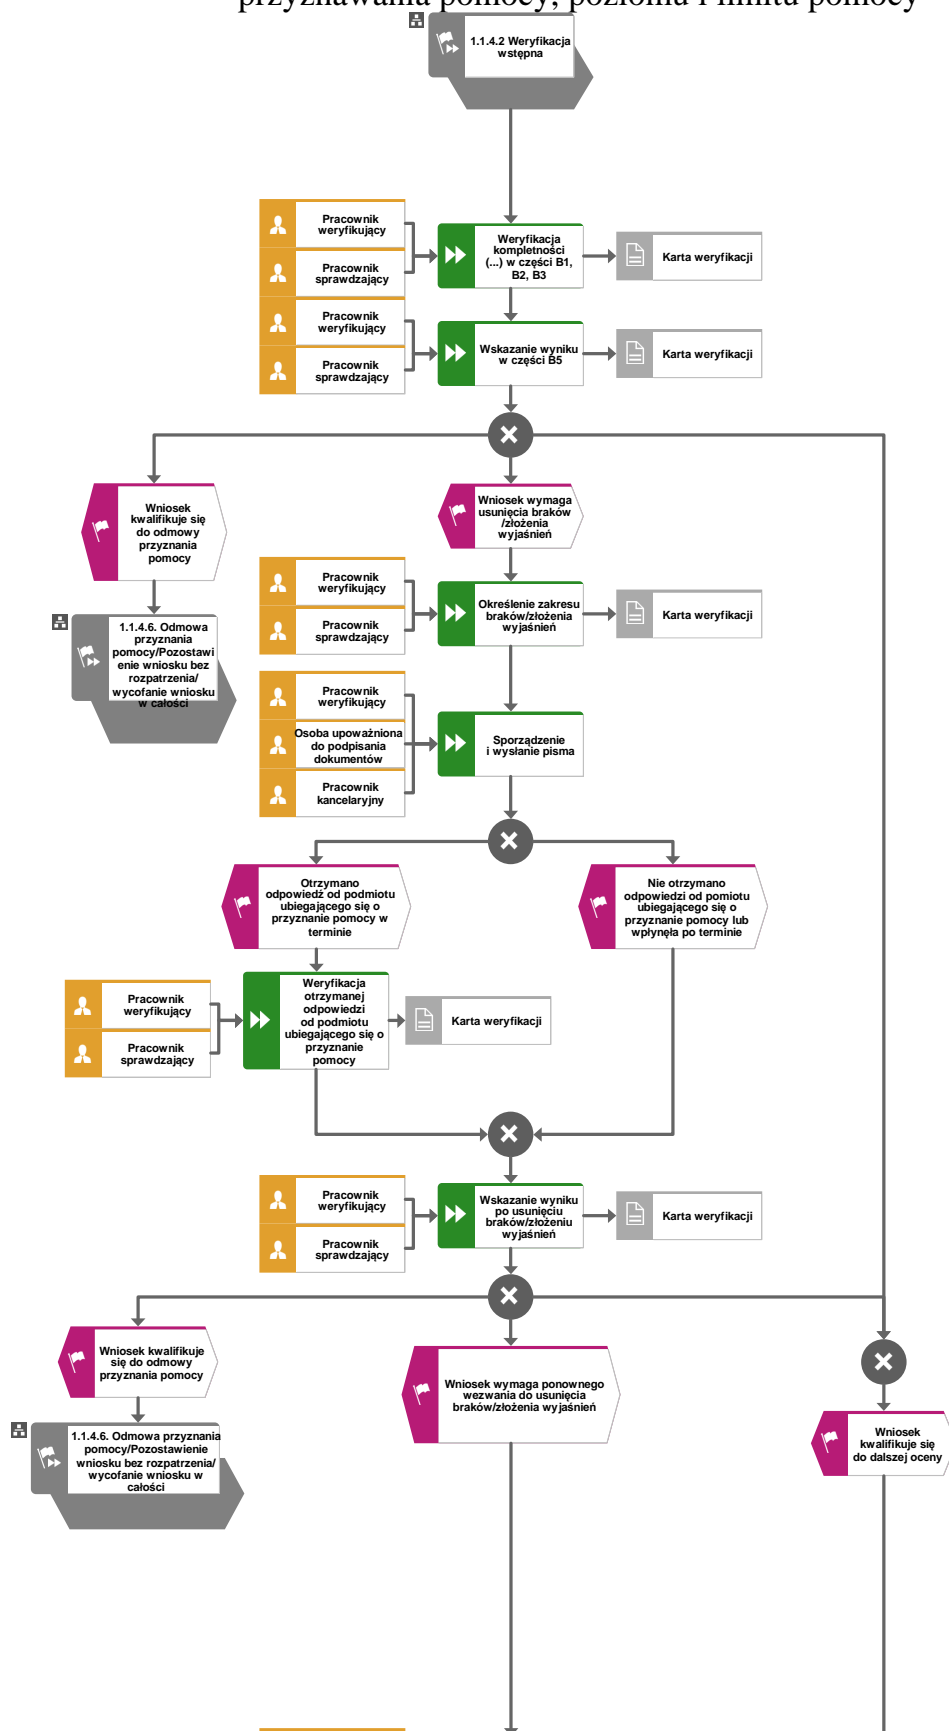 przyznawania pomocy, poziomu i limitu pomocy
1.1.4.2 Weryfikacja
wstępna
Pracownik
weryfikujący
Pracownik
sprawdzający
Weryfikacja
kompletności
(...) w części B1,
B2, B3
Karta weryfikacji
Pracownik
weryfikujący
Pracownik
sprawdzający
Wskazanie wyniku
w części B5
Karta weryfikacji
Wniosek
kwalifikuje się
do odmowy
przyznania
pomocy
Wniosek wymaga
usunięcia braków
/złożenia
wyjaśnień
1.1.4.6. Odmowa
przyznania
pomocy/Pozostawi
enie wniosku bez
rozpatrzenia/
wycofanie wniosku
w całości
Pracownik
weryfikujący
Pracownik
sprawdzający
Określenie zakresu
braków/złożenia
wyjaśnień
Karta weryfikacji
Pracownik
weryfikujący
Osoba upoważniona
do podpisania
dokumentów
Pracownik
kancelaryjny
Sporządzenie
i wysłanie pisma
Otrzymano
odpowiedź od podmiotu
ubiegającego się o
przyznanie pomocy w
terminie
Nie otrzymano
odpowiedzi od pomiotu
ubiegającego się o
przyznanie pomocy lub
wpłynęła po terminie
Pracownik
weryfikujący
Pracownik
sprawdzający
Weryfikacja
otrzymanej
odpowiedzi
od podmiotu
ubiegającego się o
przyznanie
pomocy
Karta weryfikacji
Pracownik
weryfikujący
Pracownik
sprawdzający
Wskazanie wyniku
po usunięciu
braków/złożeniu
wyjaśnień
Karta weryfikacji
Wniosek kwalifikuje
się do odmowy
przyznania pomocy
Wniosek wymaga ponownego
wezwania do usunięcia
braków/złożenia wyjaśnień
Wniosek
kwalifikuje się
do dalszej oceny
1.1.4.6. Odmowa przyznania
pomocy/Pozostawienie
wniosku bez rozpatrzenia/
wycofanie wniosku w
całości